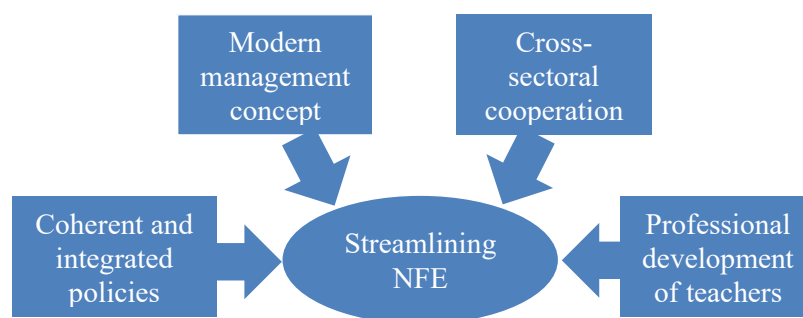 Modern
management
concept
Cross-
sectoral
cooperation
Coherent and
integrated
policies
Streamlining
NFE
Professional
development
of teachers